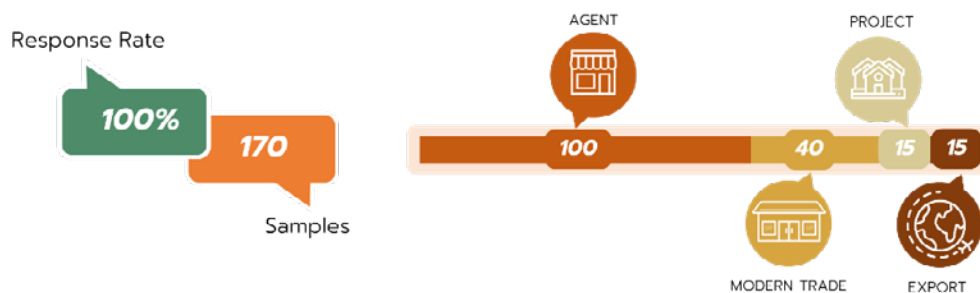 Response Rate
100%
170
Samples
AGENT
PROJECT
100
40
15
15
MODERN TRADE
EXPORT